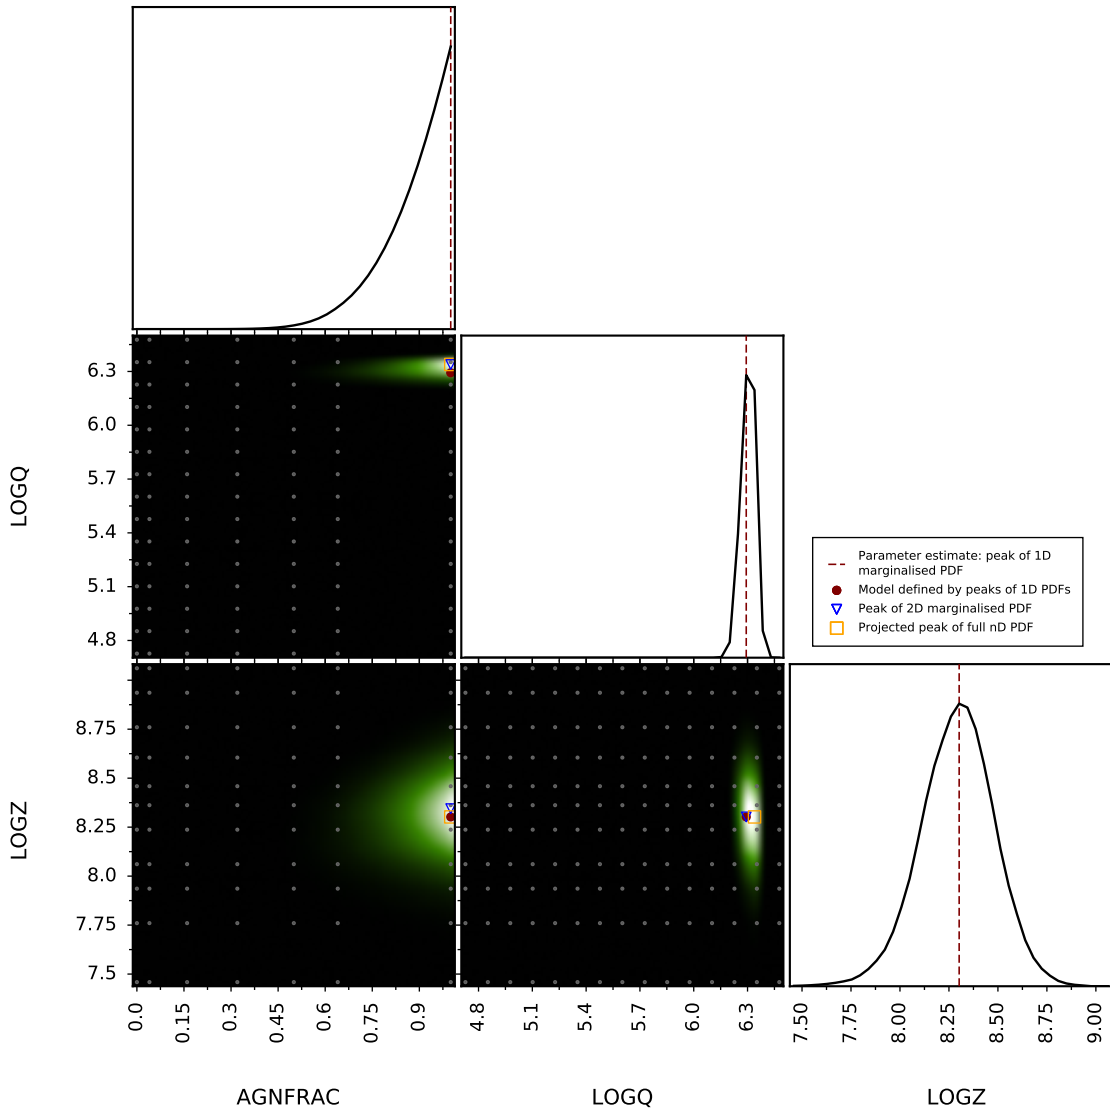 6.3
6.0
5.7
5.4
5.1
4.8
LOGQ
Parameter estimate: peak of 1D
marginalised PDF
Model defined by peaks of 1D PDFs
Peak of 2D marginalised PDF
Projected peak of full nD PDF
8.75
8.5
8.25
8.0
7.75
7.5
LOGZ
0.0 0.15 0.3 0.45 0.6 0.75 0.9
4.8 5.1 5.4 5.7 6.0 6.3
7.50 7.75 8.00 8.25 8.50 8.75 9.00
AGNFRAC LOGQ LOGZ